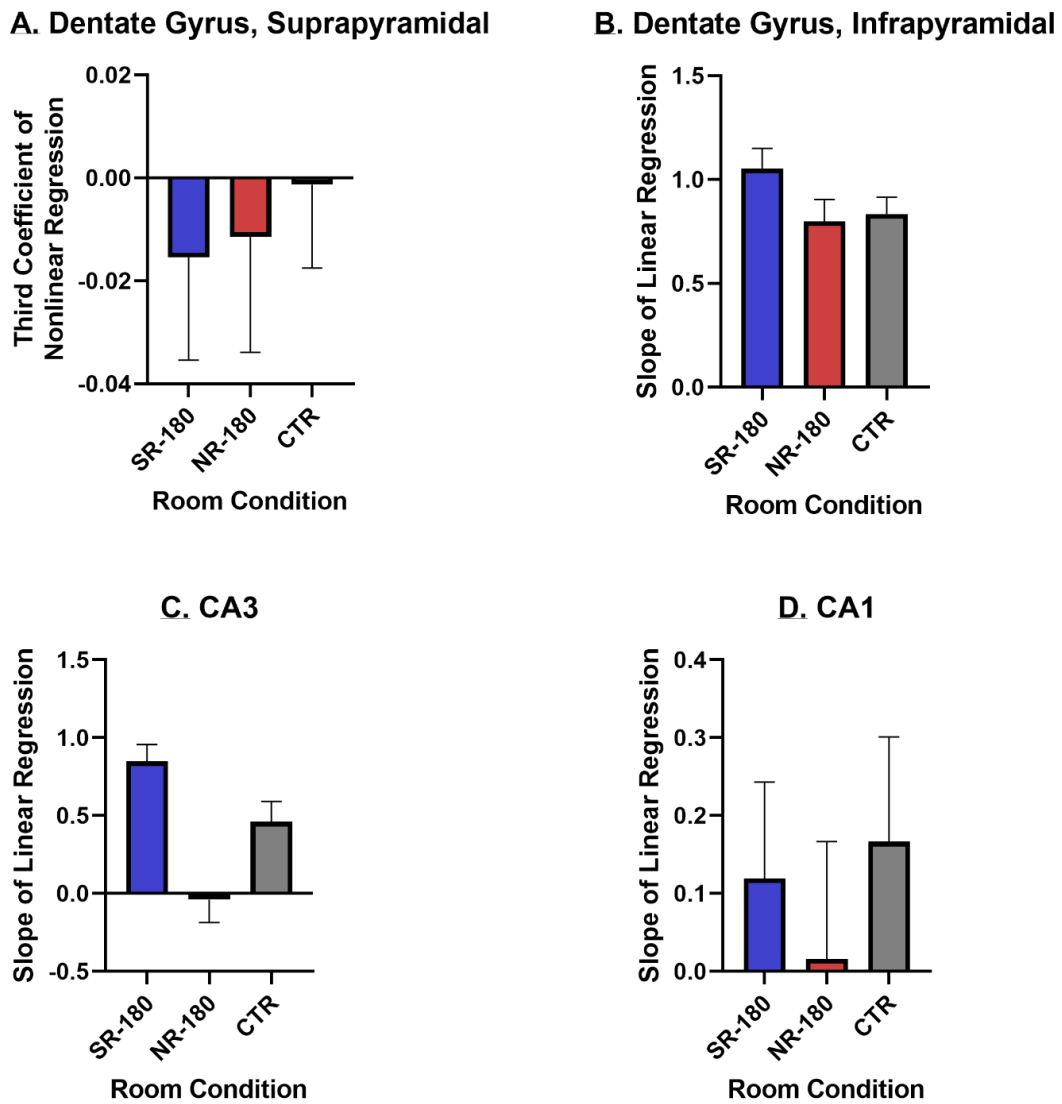 A. Dentate Gyrus, Suprapyramidal
Third Coefficient of
Nonlinear Regression
0.02
0.00
-0.02
-0.04
SR-180
NR-180
CTR
Room Condition
B. Dentate Gyrus, Infrapyramidal
Slope of Linear Regression
1.5
1.0
0.5
0.0
SR-180
NR-180
CTR
Room Condition
C. CA3
Slope of Linear Regression
1.5
1.0
0.5
0.0
-0.5
SR-180
NR-180
CTR
Room Condition
D. CA1
Slope of Linear Regression
0.4
0.3
0.2
0.1
0.0
SR-180
NR-180
CTR
Room Condition